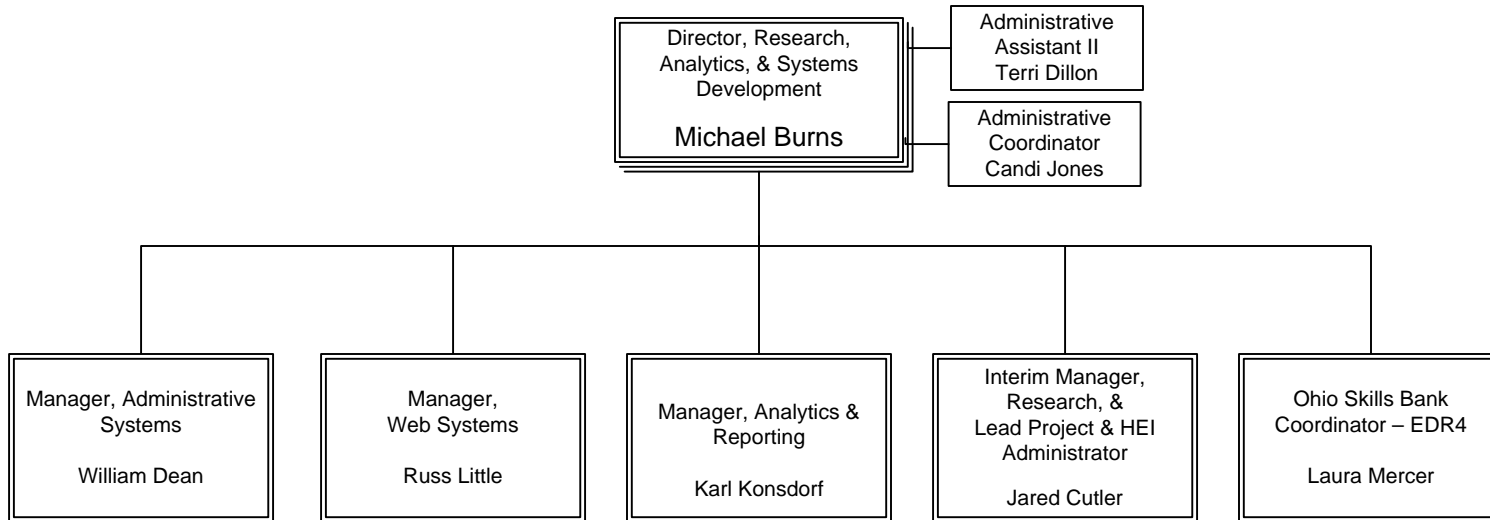 Director, Research,
Analytics, & Systems
Development
Michael Burns
Administrative
Assistant II
Terri Dillon
Administrative
Coordinator
Candi Jones
Manager, Administrative
Systems
William Dean
Manager,
Web Systems
Russ Little
Manager, Analytics &
Reporting
Karl Konsdorf
Interim Manager,
Research, &
Lead Project & HEI
Administrator
Jared Cutler
Ohio Skills Bank
Coordinator – EDR4
Laura Mercer